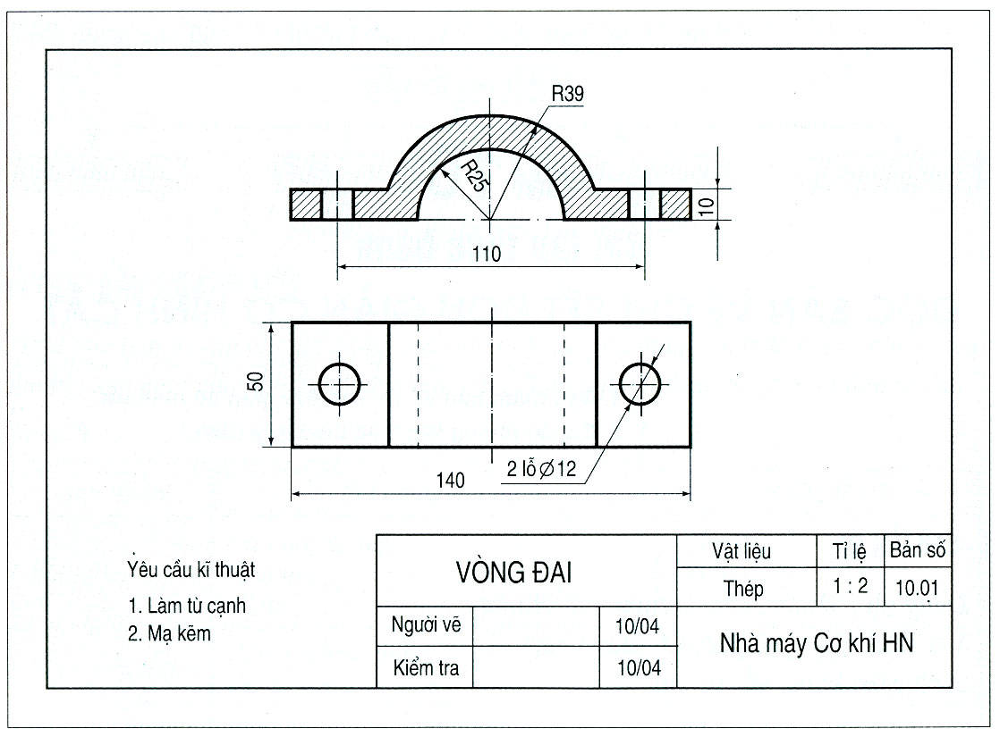 R39
R25
10
110
50
2 lỗ Ø 12
140
Yêu cầu kĩ thuật
1. Làm từ cạnh
2. Mạ kẽm
VÒNG ĐAI
Vật liệu
Tỉ lệ
Bản số
Thép
1 : 2
10.01
Người vẽ
10/04
Kiểm tra
10/04
Nhà máy Cơ khí HN